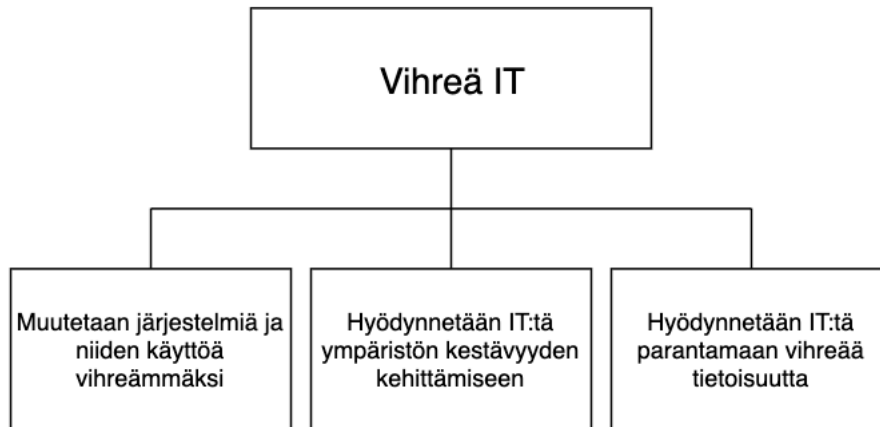 Vihreä IT
Muutetaan järjestelmiä ja
niiden käyttöä
vihreämmäksi
Hyödynnetään IT:tä
ympäristön kestävyyden
kehittämiseen
Hyödynnetään IT:tä
parantamaan vihreää
tietoisuutta